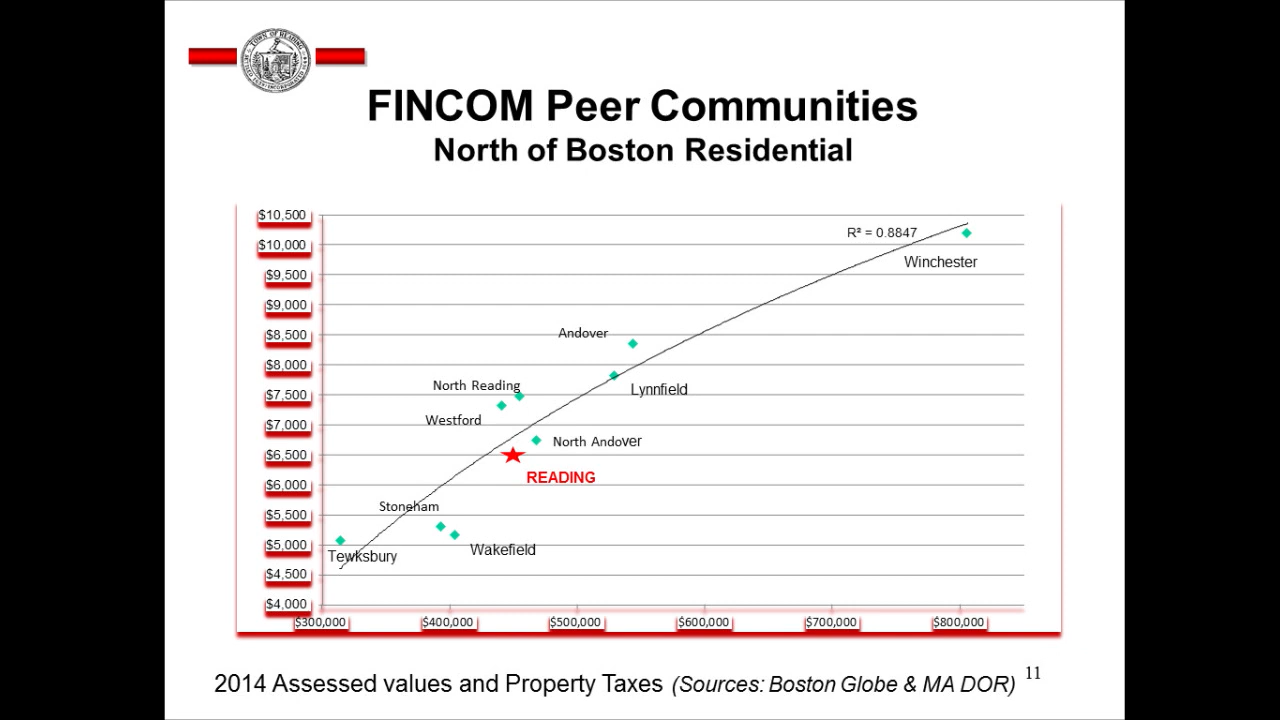 TOWN OF READING
FINCOM Peer Communities
North of Boston Residential
$10,500
R² = 0.8847
$10,000
Winchester
$9,500
$9,000
Andover
$8,500
$8,000
North Reading
Lynnfield
$7,500
Westford
$7,000
North Andover
$6,500
READING
$6,000
Stoneham
$5,500
Wakefield
$5,000
Tewksbury
$4,500
$4,000
$300,000 $400,000 $500,000 $600,000 $700,000 $800,000
2014 Assessed values and Property Taxes (Sources: Boston Globe & MA DOR) 11